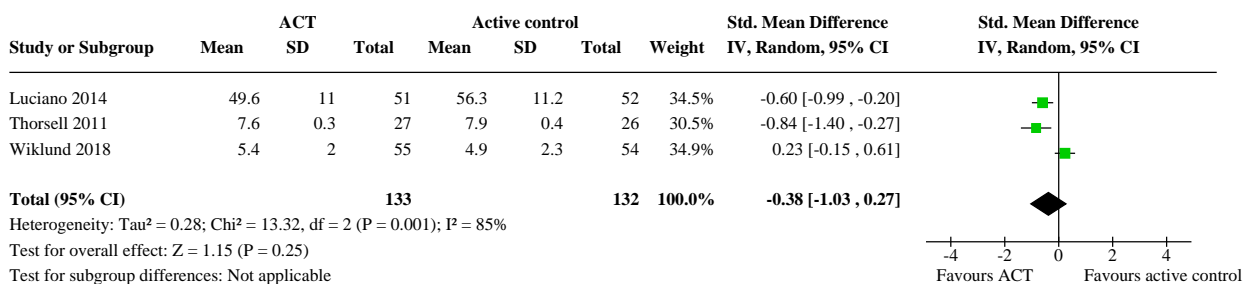 ACT Active control Std. Mean Difference Std. Mean Difference
Study or Subgroup Mean SD Total Mean SD Total Weight IV, Random, 95% CI IV, Random, 95% CI
Luciano 2014 49.6 11 51 56.3 11.2 52 34.5% -0.60 [-0.99 , -0.20]
Thorsell 2011 7.6 0.3 27 7.9 0.4 26 30.5% -0.84 [-1.40 , -0.27]
Wiklund 2018 5.4 2 55 4.9 2.3 54 34.9% 0.23 [-0.15 , 0.61]
Total (95% CI) 133 132 100.0% -0.38 [-1.03 , 0.27]
Heterogeneity: Tau² = 0.28; Chi² = 13.32, df = 2 (P = 0.001); I² = 85%
Test for overall effect: Z = 1.15 (P = 0.25)
Test for subgroup differences: Not applicable
-4 -2 0 2 4
Favours ACT Favours active control